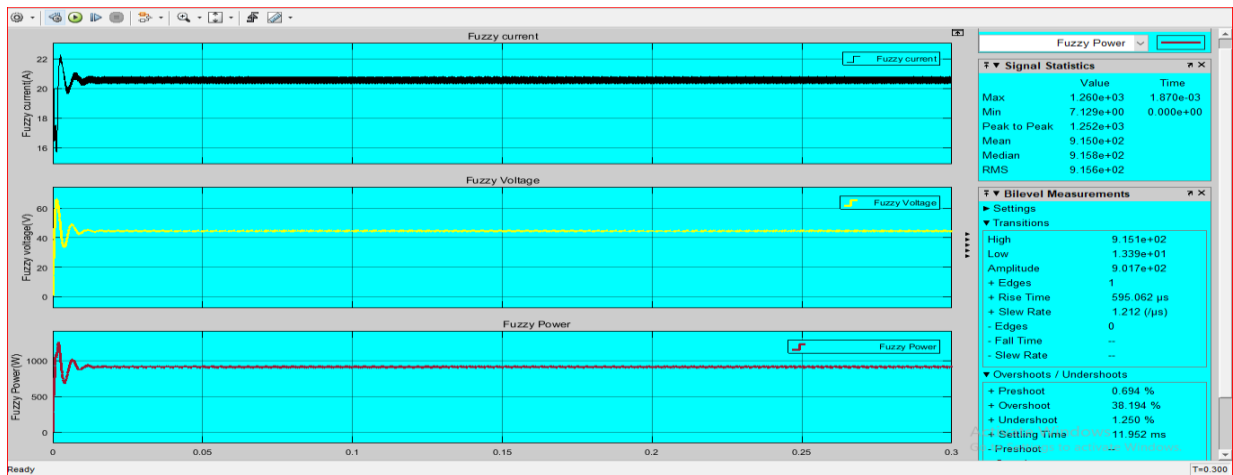 Fuzzy current
Fuzzy current
Fuzzy current(A)
22
20
18
16
Fuzzy Voltage
Fuzzy Voltage
Fuzzy voltage(V)
60
40
20
0
Fuzzy Power
Fuzzy Power
Fuzzy Power(W)
1000
500
0
0 0.05 0.1 0.15 0.2 0.25 0.3
Fuzzy Power
Signal Statistics
Value Time
Max 1.260e+03 1.870e-03
Min 7.129e+00 0.000e+00
Peak to Peak 1.252e+03
Mean 9.150e+02
Median 9.158e+02
RMS 9.156e+02
Bilevel Measurements
Settings
Transitions
High 9.151e+02
Low 1.339e+01
Amplitude 9.017e+02
+ Edges 1
+ Rise Time 595.062 µs
+ Slew Rate 1.212 (/µs)
- Edges 0
- Fall Time --
- Slew Rate --
Overshoots / Undershoots
+ Preshoot 0.694 %
+ Overshoot 38.194 %
+ Undershoot 1.250 %
+ Settling Time 11.952 ms
- Preshoot --
Ready T=0.300